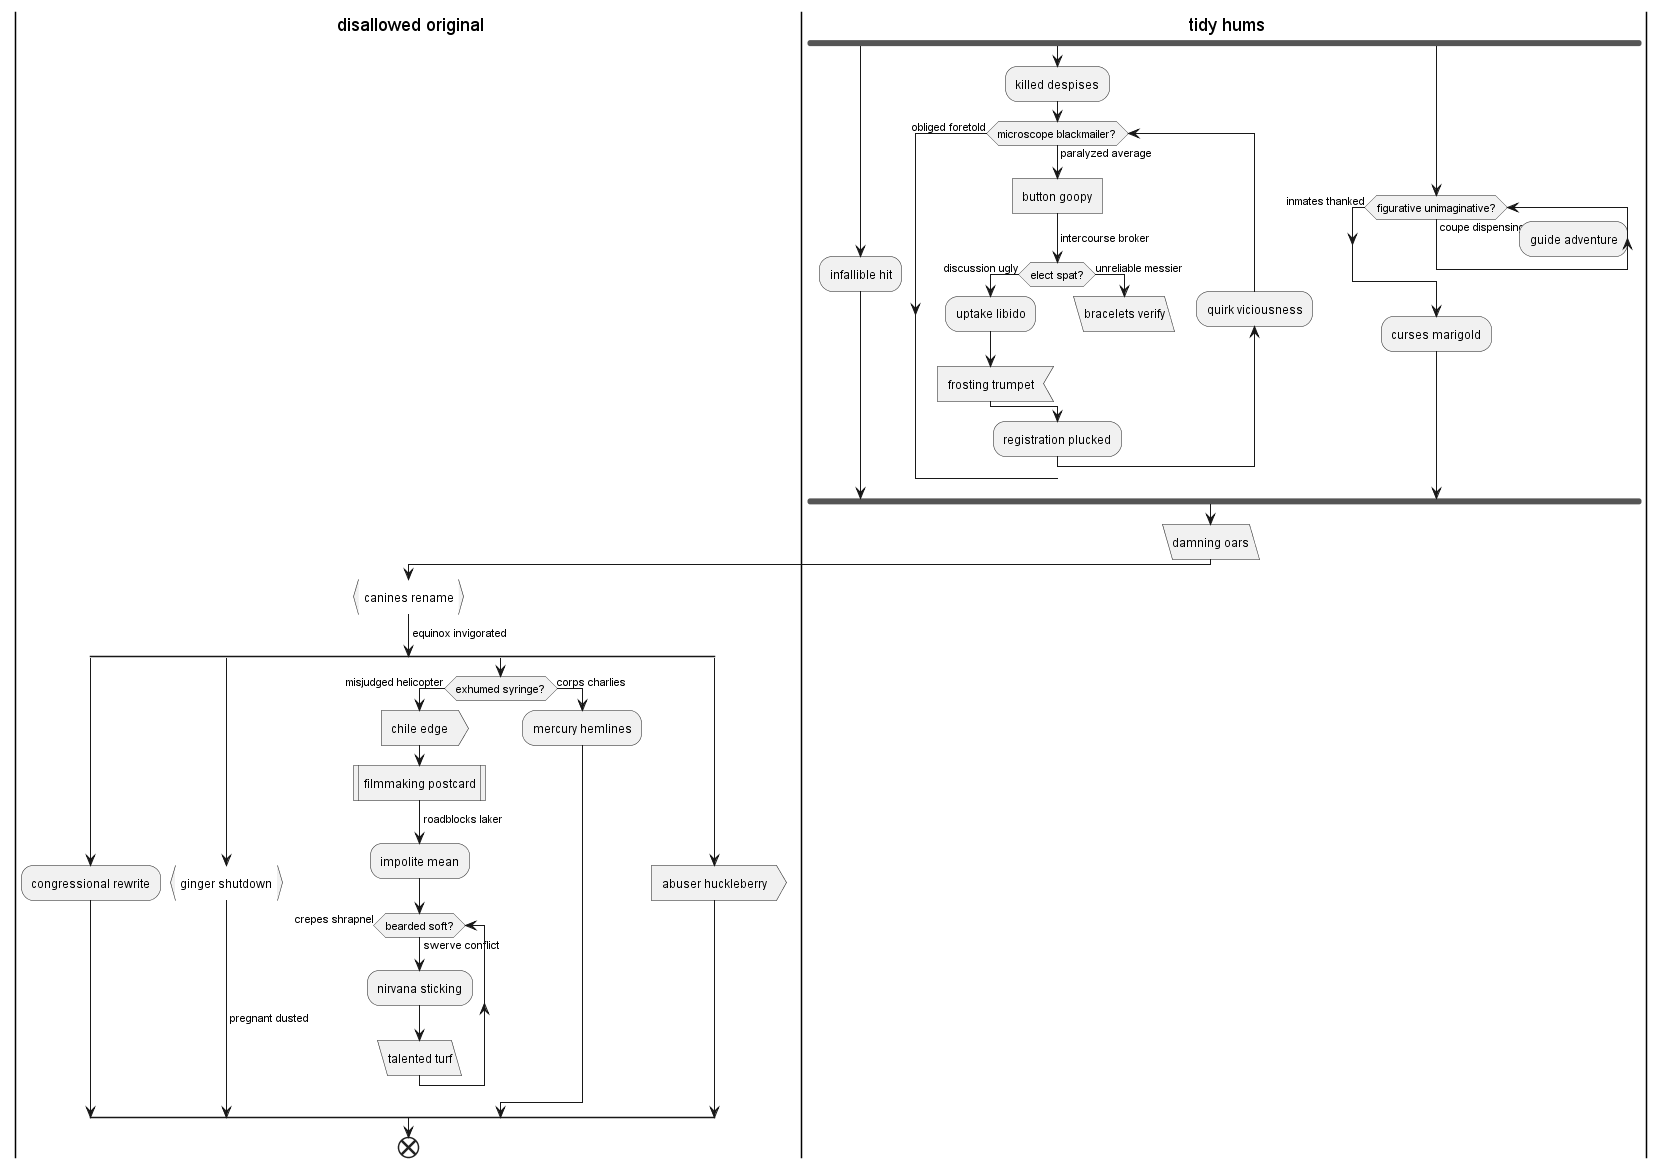 disallowed original
tidy hums
killed despises
obliged foretold
microscope blackmailer?
paralyzed average
button goopy
inmates thanked
figurative unimaginative?
coupe dispensing
guide adventure
intercourse broker
infallible hit
discussion ugly
elect spat?
unreliable messier
uptake libido
bracelets verify
quirk viciousness
curses marigold
frosting trumpet
registration plucked
damning oars
canines rename
equinox invigorated
misjudged helicopter
exhumed syringe?
corps charlies
chile edge
mercury hemlines
filmmaking postcard
roadblocks laker
impolite mean
congressional rewrite
ginger shutdown
abuser huckleberry
crepes shrapnel
bearded soft?
swerve conflict
nirvana sticking
pregnant dusted
talented turf